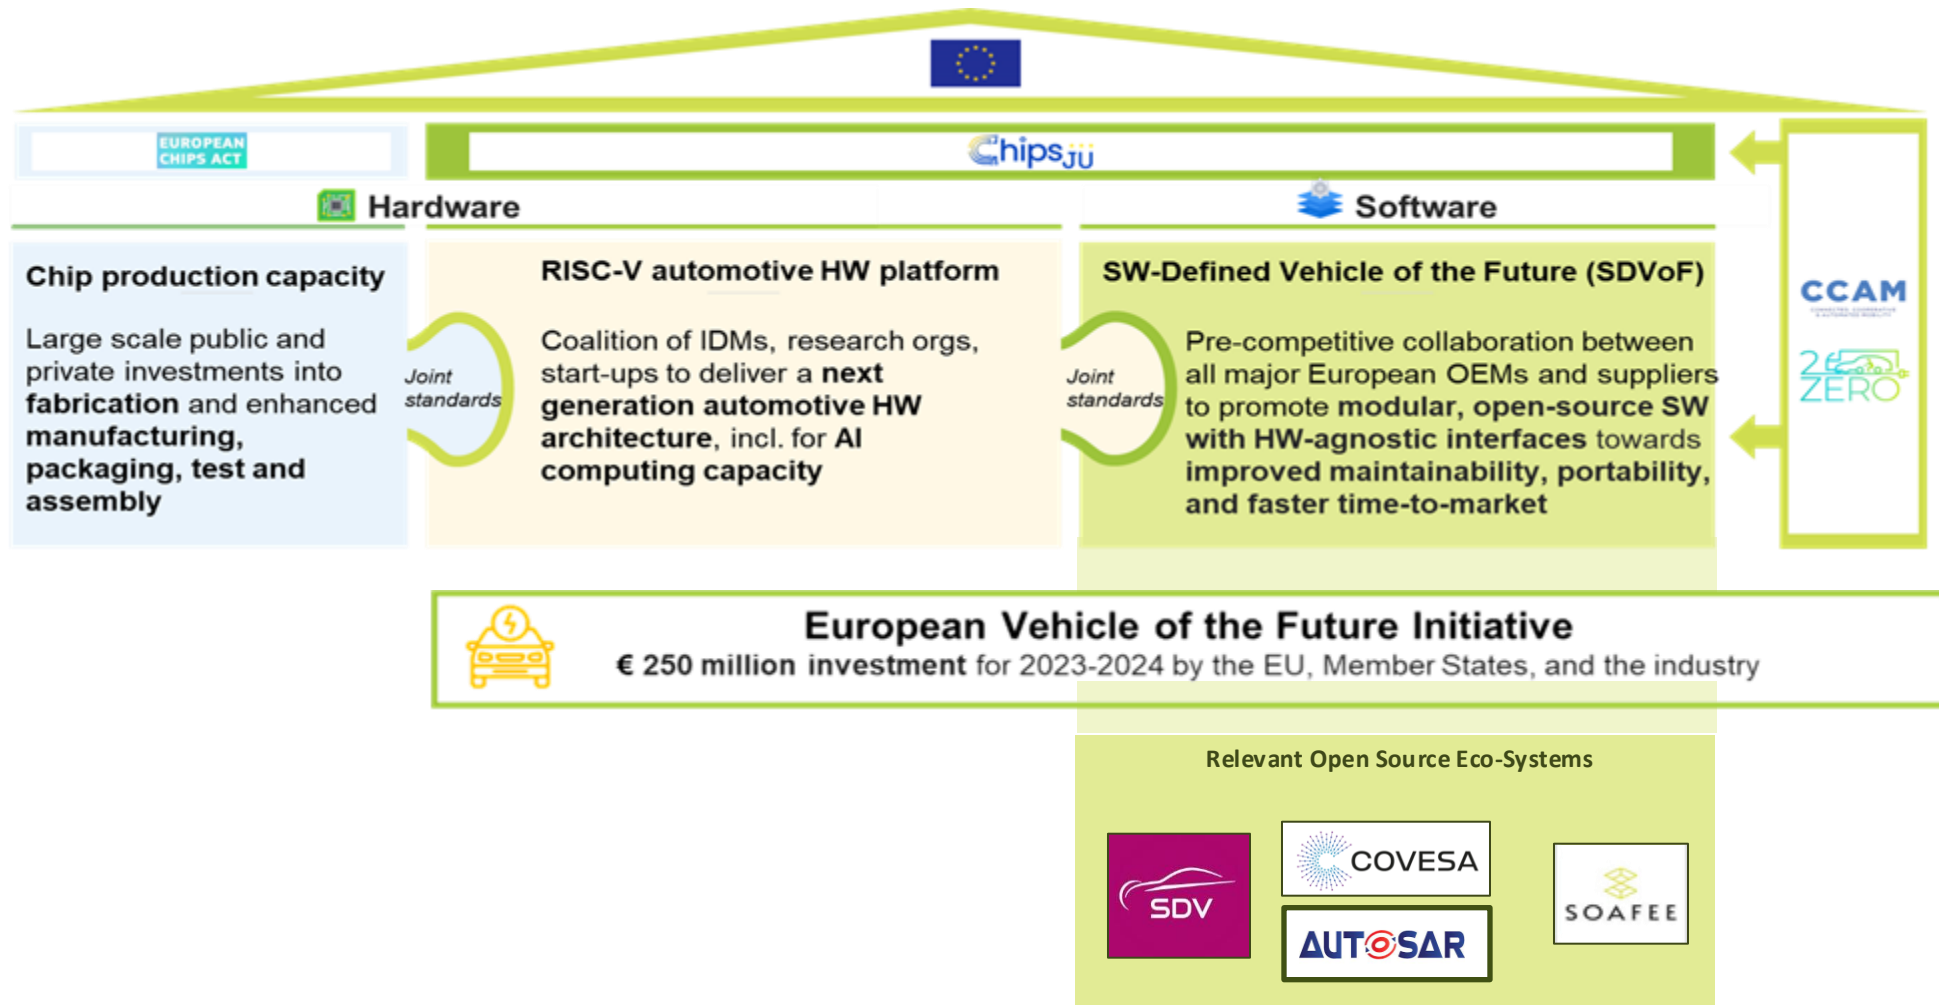 EUROPEAN
CHIPS ACT
ChipsJU
Hardware
Software
Chip production capacity
Large scale public and
private investments into
fabrication and enhanced
manufacturing,
packaging, test and
assembly
Joint
standards
RISC-V automotive HW platform
Coalition of IDMs, research orgs,
start-ups to deliver a next
generation automotive HW
architecture, incl. for AI
computing capacity
Joint
standards
SW-Defined Vehicle of the Future (SDVoF)
Pre-competitive collaboration between
all major European OEMs and suppliers
to promote modular, open-source SW
with HW-agnostic interfaces towards
improved maintainability, portability,
and faster time-to-market
CCAM
CONNECTED, COOPERATIVE
& AUTOMATED MOBILITY
2
ZERO
European Vehicle of the Future Initiative
€ 250 million investment for 2023-2024 by the EU, Member States, and the industry
Relevant Open Source Eco-Systems
SDV
COVESA
AUTOSAR
SOAFEE